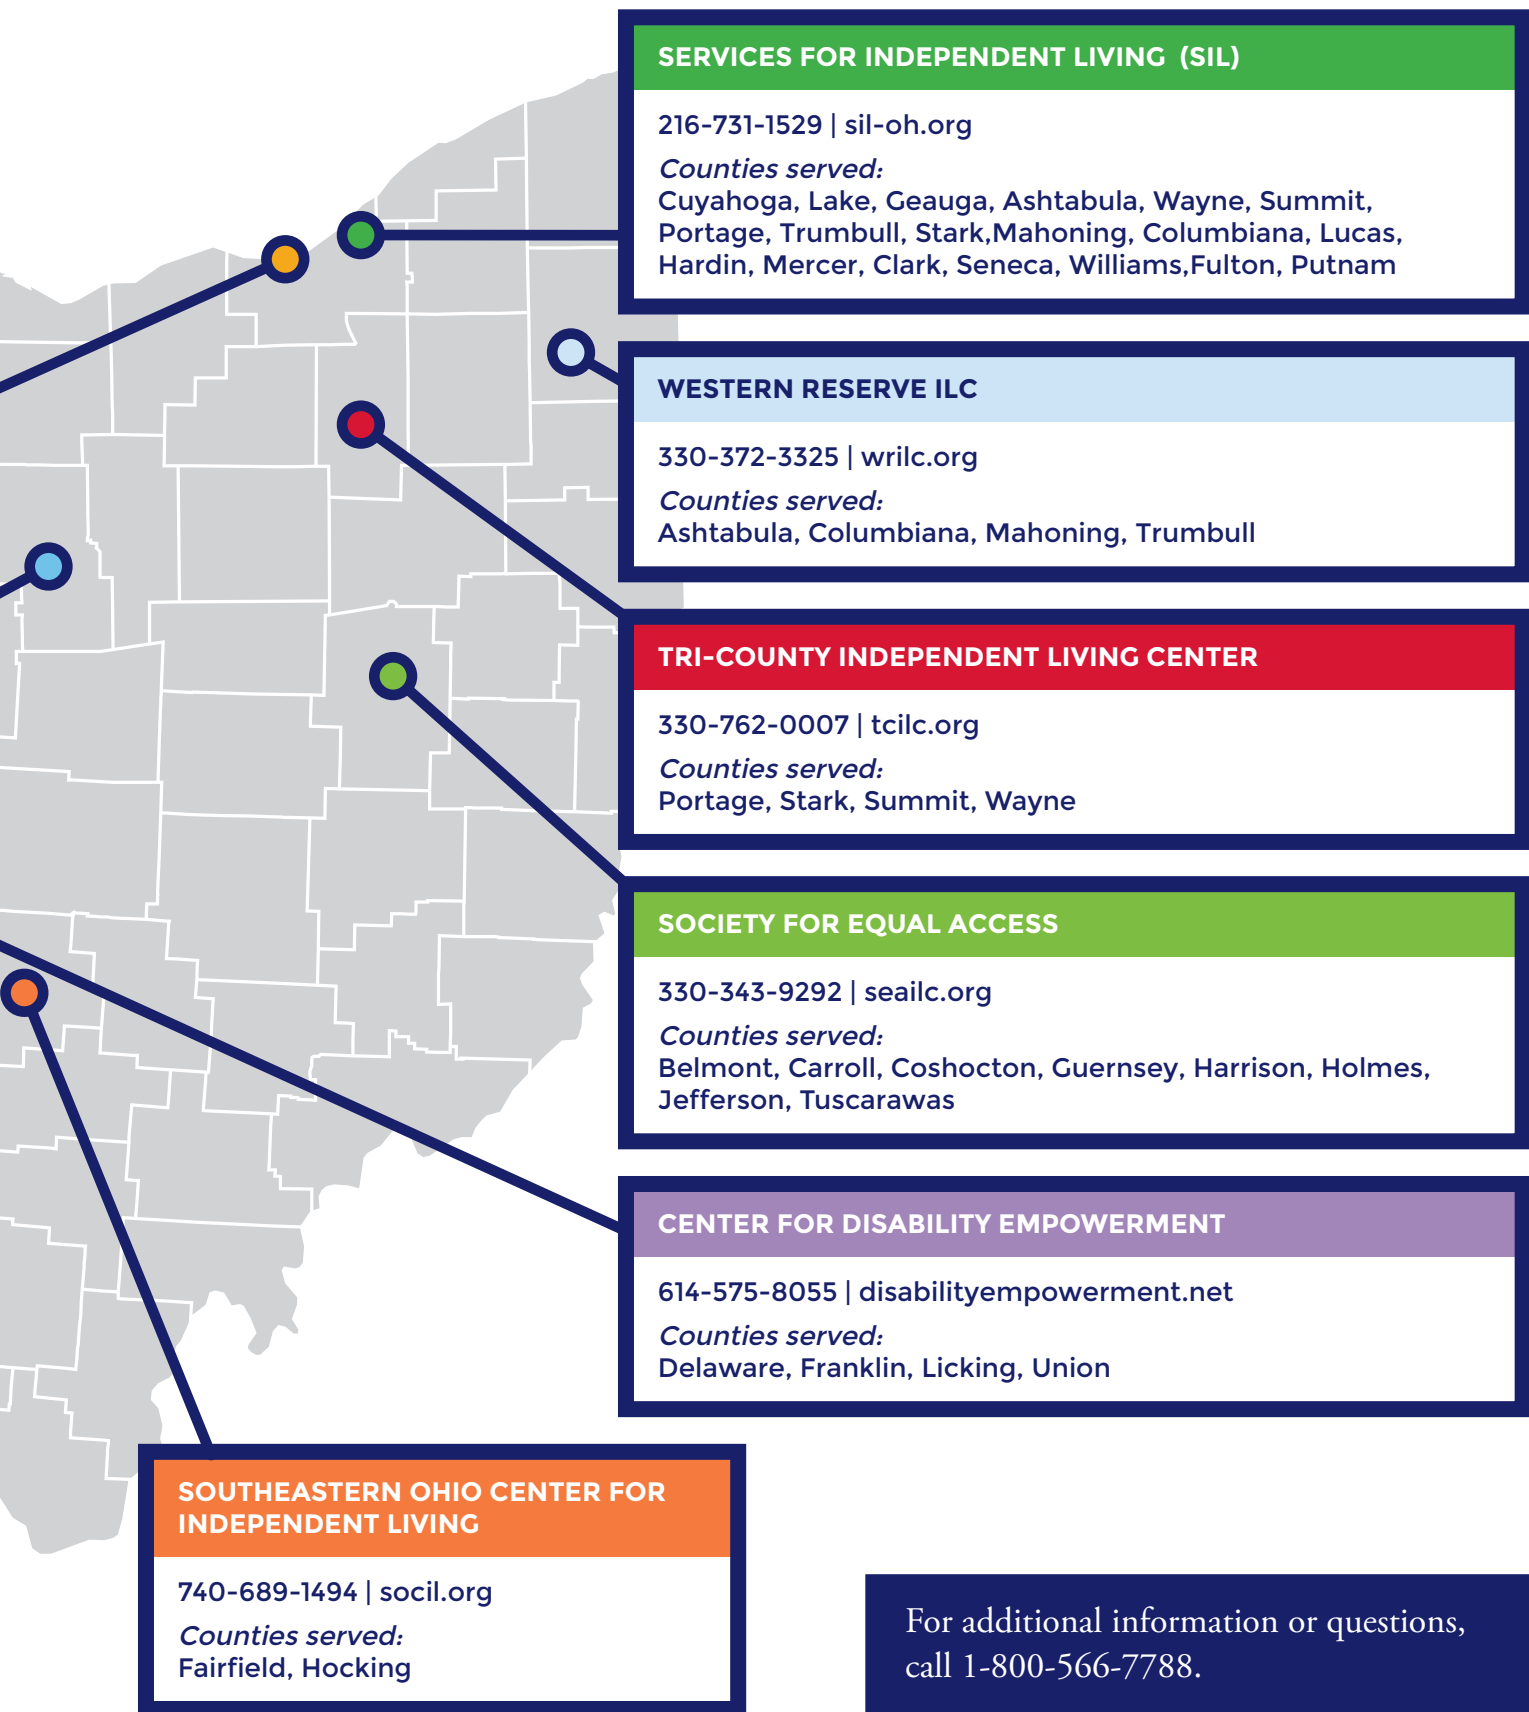 SERVICES FOR INDEPENDENT LIVING (SIL)
216-731-1529 | sil-oh.org
Counties served:
Cuyahoga, Lake, Geauga, Ashtabula, Wayne, Summit,
Portage, Trumbull, Stark,Mahoning, Columbiana, Lucas,
Hardin, Mercer, Clark, Seneca, Williams,Fulton, Putnam
WESTERN RESERVE ILC
330-372-3325 | wrilc.org
Counties served:
Ashtabula, Columbiana, Mahoning, Trumbull
TRI-COUNTY INDEPENDENT LIVING CENTER
330-762-0007 | tcilc.org
Counties served:
Portage, Stark, Summit, Wayne
SOCIETY FOR EQUAL ACCESS
330-343-9292 | seailc.org
Counties served:
Belmont, Carroll, Coshocton, Guernsey, Harrison, Holmes,
Jefferson, Tuscarawas
CENTER FOR DISABILITY EMPOWERMENT
614-575-8055 | disabilityempowerment.net
Counties served:
Delaware, Franklin, Licking, Union
SOUTHEASTERN OHIO CENTER FOR
INDEPENDENT LIVING
740-689-1494 | socil.org
Counties served:
Fairfield, Hocking
For additional information or questions,
call 1-800-566-7788.